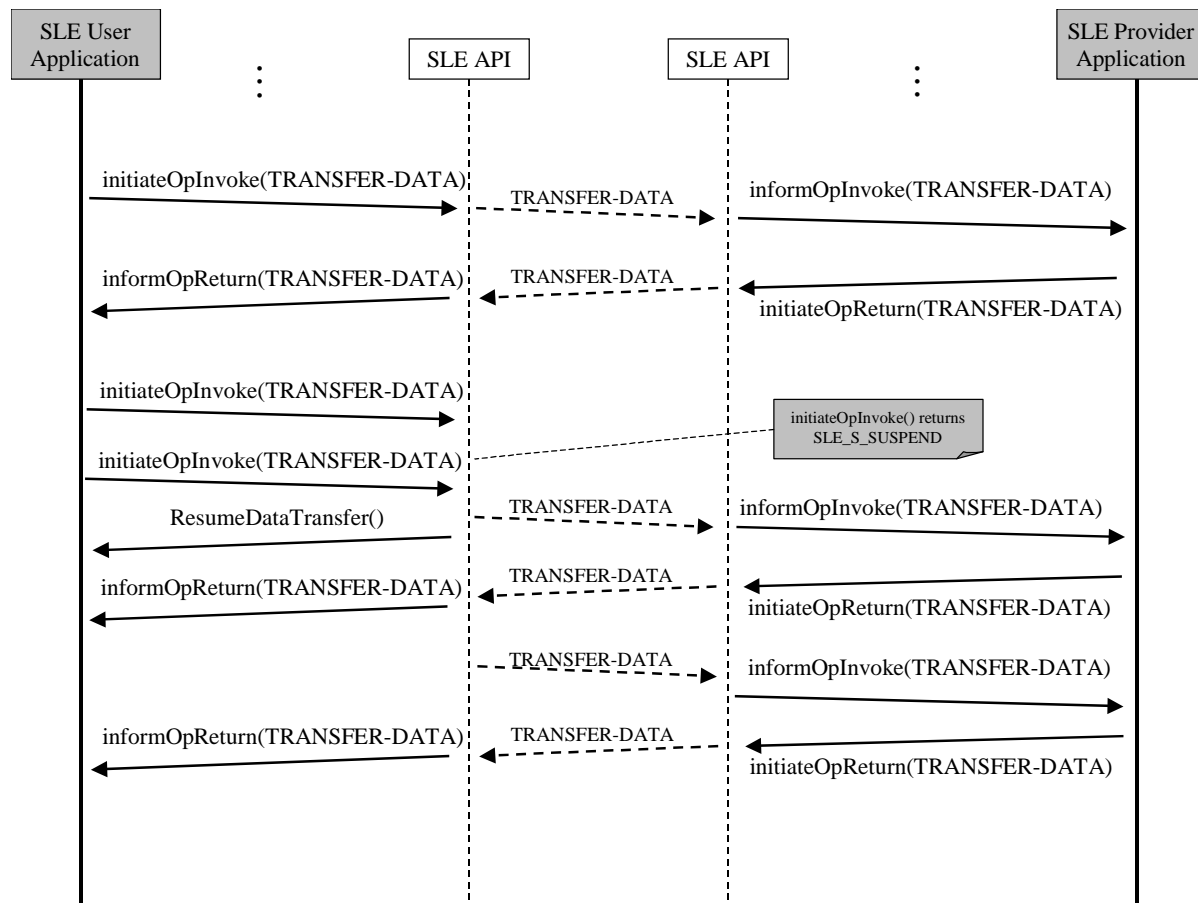 SLE User
Application
SLE API
SLE API
SLE Provider
Application
initiateOpInvoke(TRANSFER-DATA)
TRANSFER-DATA
informOpInvoke(TRANSFER-DATA)
informOpReturn(TRANSFER-DATA)
TRANSFER-DATA
initiateOpReturn(TRANSFER-DATA)
initiateOpInvoke(TRANSFER-DATA)
initiateOpInvoke() returns
SLE_S_SUSPEND
initiateOpInvoke(TRANSFER-DATA)
ResumeDataTransfer()
TRANSFER-DATA
informOpInvoke(TRANSFER-DATA)
informOpReturn(TRANSFER-DATA)
TRANSFER-DATA
initiateOpReturn(TRANSFER-DATA)
TRANSFER-DATA
informOpInvoke(TRANSFER-DATA)
informOpReturn(TRANSFER-DATA)
TRANSFER-DATA
initiateOpReturn(TRANSFER-DATA)